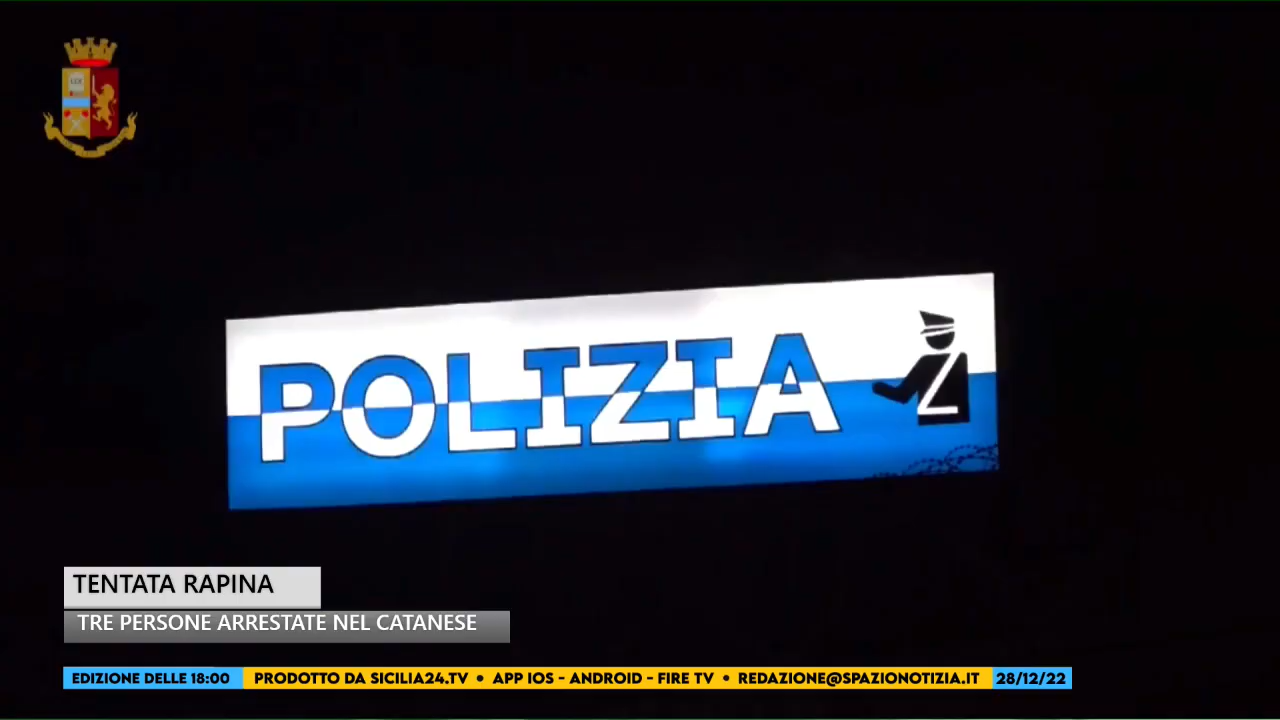 POLIZIA
TENTATA RAPINA
TRE PERSONE ARRESTATE NEL CATANESE
EDIZIONE DELLE 18:00 PRODOTTO DA SICILIA24.TV • APP IOS - ANDROID - FIRE TV • REDAZIONE@SPAZIONOTIZIA.IT 28/12/22